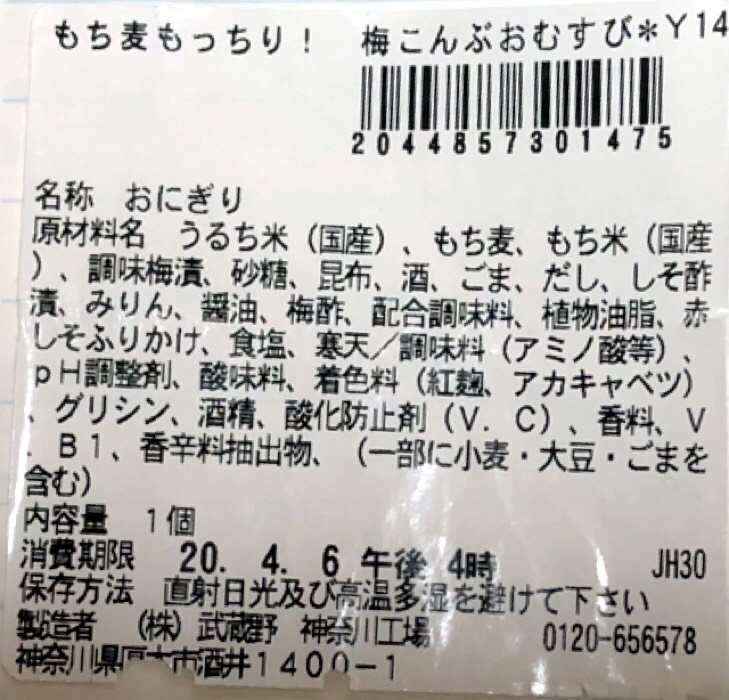 もち麦もっちり！　梅こんぶおむすび＊Y14
2044857301475
名称　おにぎり
原材料名　うるち米（国産）、もち麦、もち米（国産
）、調味梅漬、砂糖、昆布、酒、ごま、だし、しそ酢
漬、みりん、醤油、梅酢、配合調味料、植物油脂、赤
しそふりかけ、食塩、寒天／調味料（アミノ酸等）、
pH調整剤、酸味料、着色料（紅麹、アカキャベツ）
、グリシン、酒精、酸化防止剤（V．C）、香料、V
．B1、香辛料抽出物、（一部に小麦・大豆・ごまを
含む）
内容量　1個
消費期限　20. 4. 6 午後 4時　JH30
保存方法　直射日光及び高温多湿を避けて下さい
製造者　（株）武蔵野　神奈川工場　0120-656578
神奈川県厚木市酒井1400-1